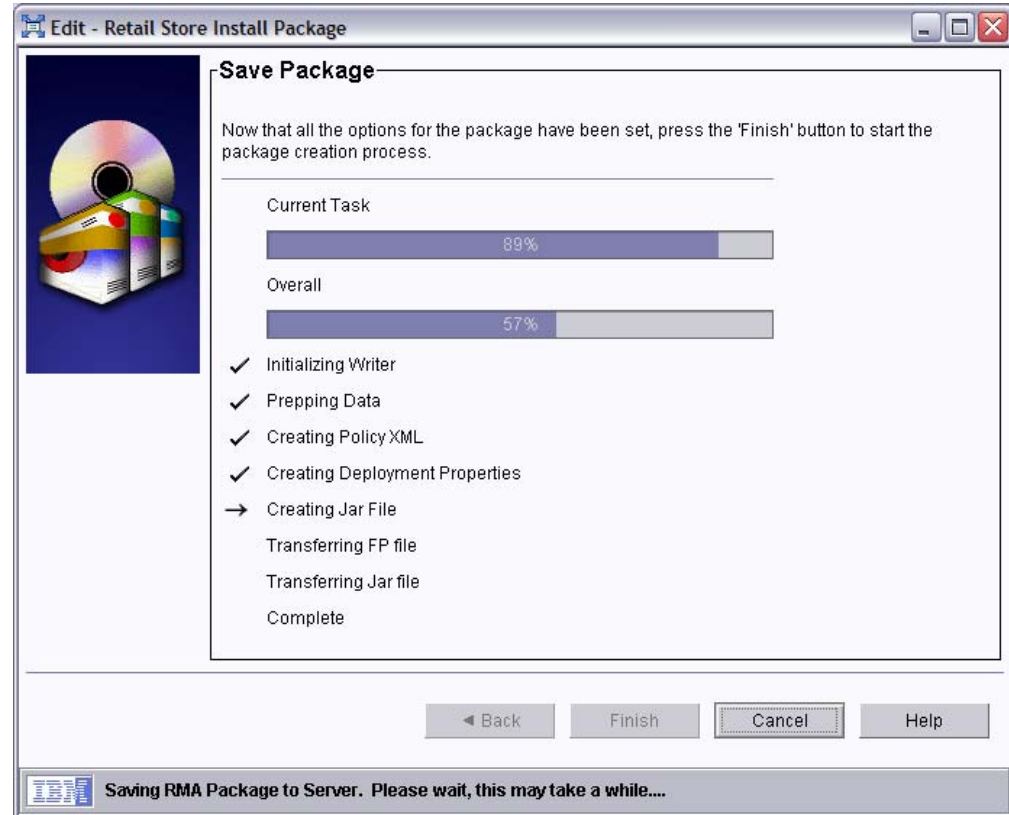 Edit - Retail Store Install Package
Save Package
Now that all the options for the package have been set, press the 'Finish' button to start the
package creation process.
Current Task
89%
Overall
57%
Initializing Writer
Prepping Data
Creating Policy XML
Creating Deployment Properties
Creating Jar File
Transferring FP file
Transferring Jar file
Complete
Back
Finish
Cancel
Help
IBM
Saving RMA Package to Server. Please wait, this may take a while....